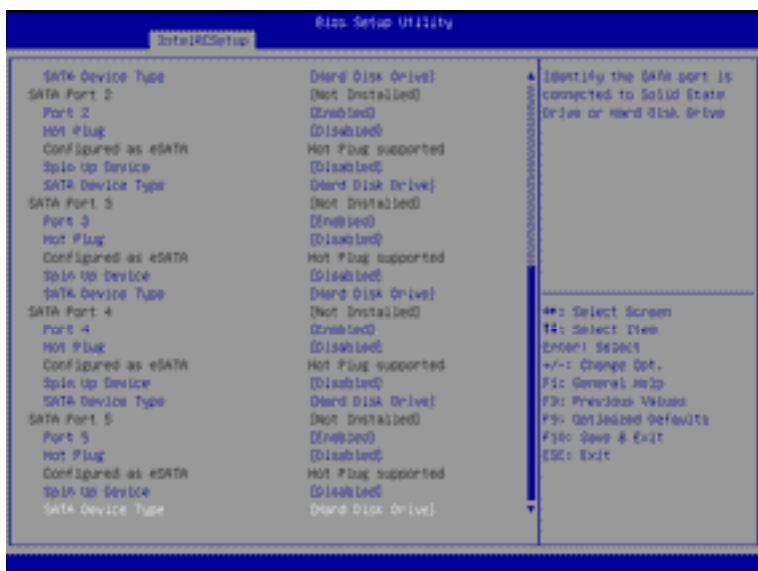 Bios Setup Utility
IntelRCSetup
SATA Device Type [Hard Disk Drive]
SATA Port 2 [Not Installed]
Port 2 [Enabled]
Hot Plug [Disabled]
Configured as eSATA Hot Plug supported
Spin Up Device [Disabled]
SATA Device Type [Hard Disk Drive]
SATA Port 3 [Not Installed]
Port 3 [Enabled]
Hot Plug [Disabled]
Configured as eSATA Hot Plug supported
Spin Up Device [Disabled]
SATA Device Type [Hard Disk Drive]
SATA Port 4 [Not Installed]
Port 4 [Enabled]
Hot Plug [Disabled]
Configured as eSATA Hot Plug supported
Spin Up Device [Disabled]
SATA Device Type [Hard Disk Drive]
SATA Port 5 [Not Installed]
Port 5 [Enabled]
Hot Plug [Disabled]
Configured as eSATA Hot Plug supported
Spin Up Device [Disabled]
SATA Device Type [Hard Disk Drive]
Identify the SATA port is
connected to Solid State
Drive or Hard Disk Drive
↔: Select Screen
↑↓: Select Item
Enter: Select
+/-: Change Opt.
F1: General Help
F3: Previous Values
F9: Optimized Defaults
F10: Save & Exit
ESC: Exit